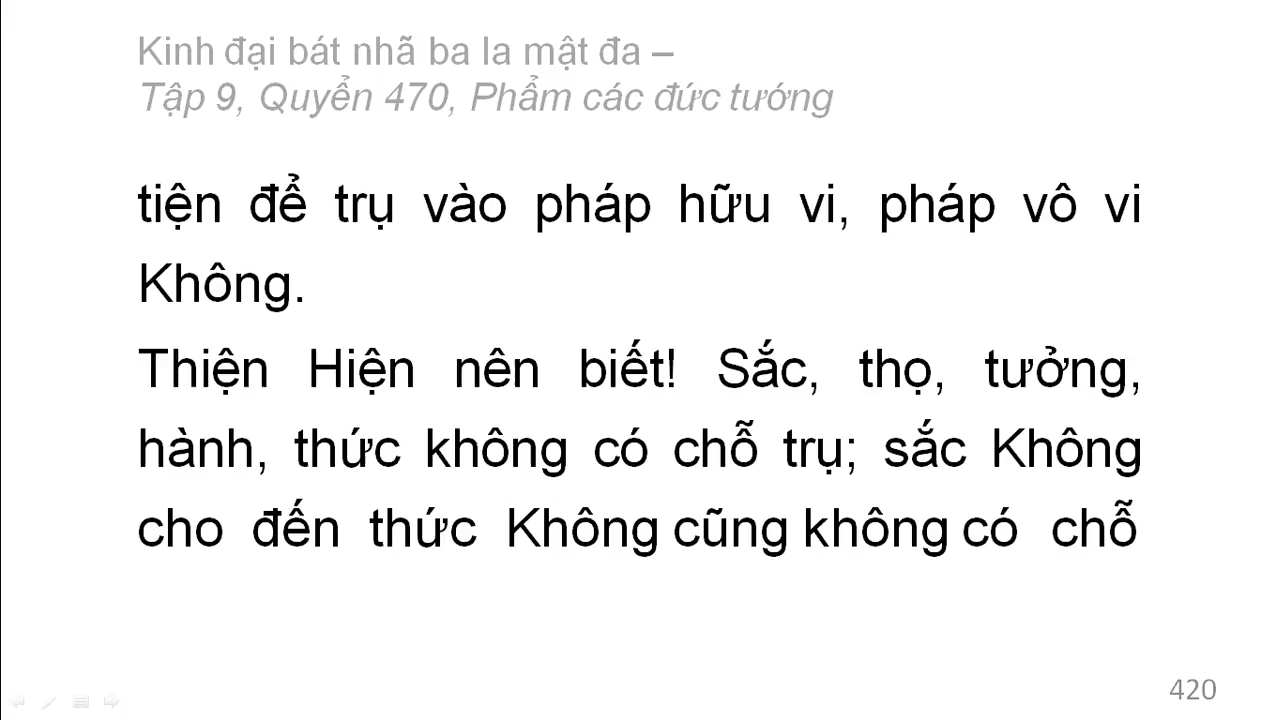 Kinh đại bát nhã ba la mật đa –
Tập 9, Quyển 470, Phẩm các đức tướng
tiện để trụ vào pháp hữu vi, pháp vô vi
Không.
Thiện Hiện nên biết! Sắc, thọ, tưởng,
hành, thức không có chỗ trụ; sắc Không
cho đến thức Không cũng không có chỗ
420